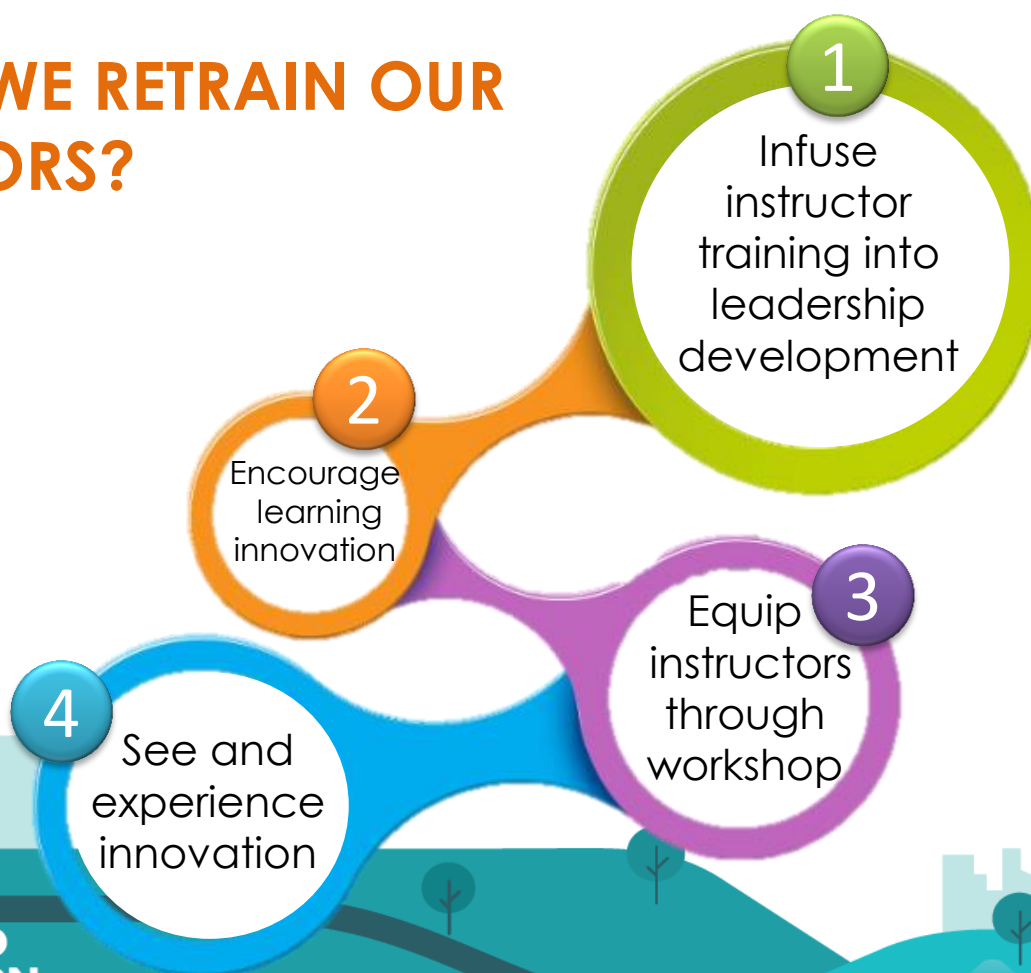 WE RETRAIN OUR
ORS?
1
Infuse
instructor
training into
leadership
development
2
Encourage
learning
innovation
3
Equip
instructors
through
workshop
4
See and
experience
innovation